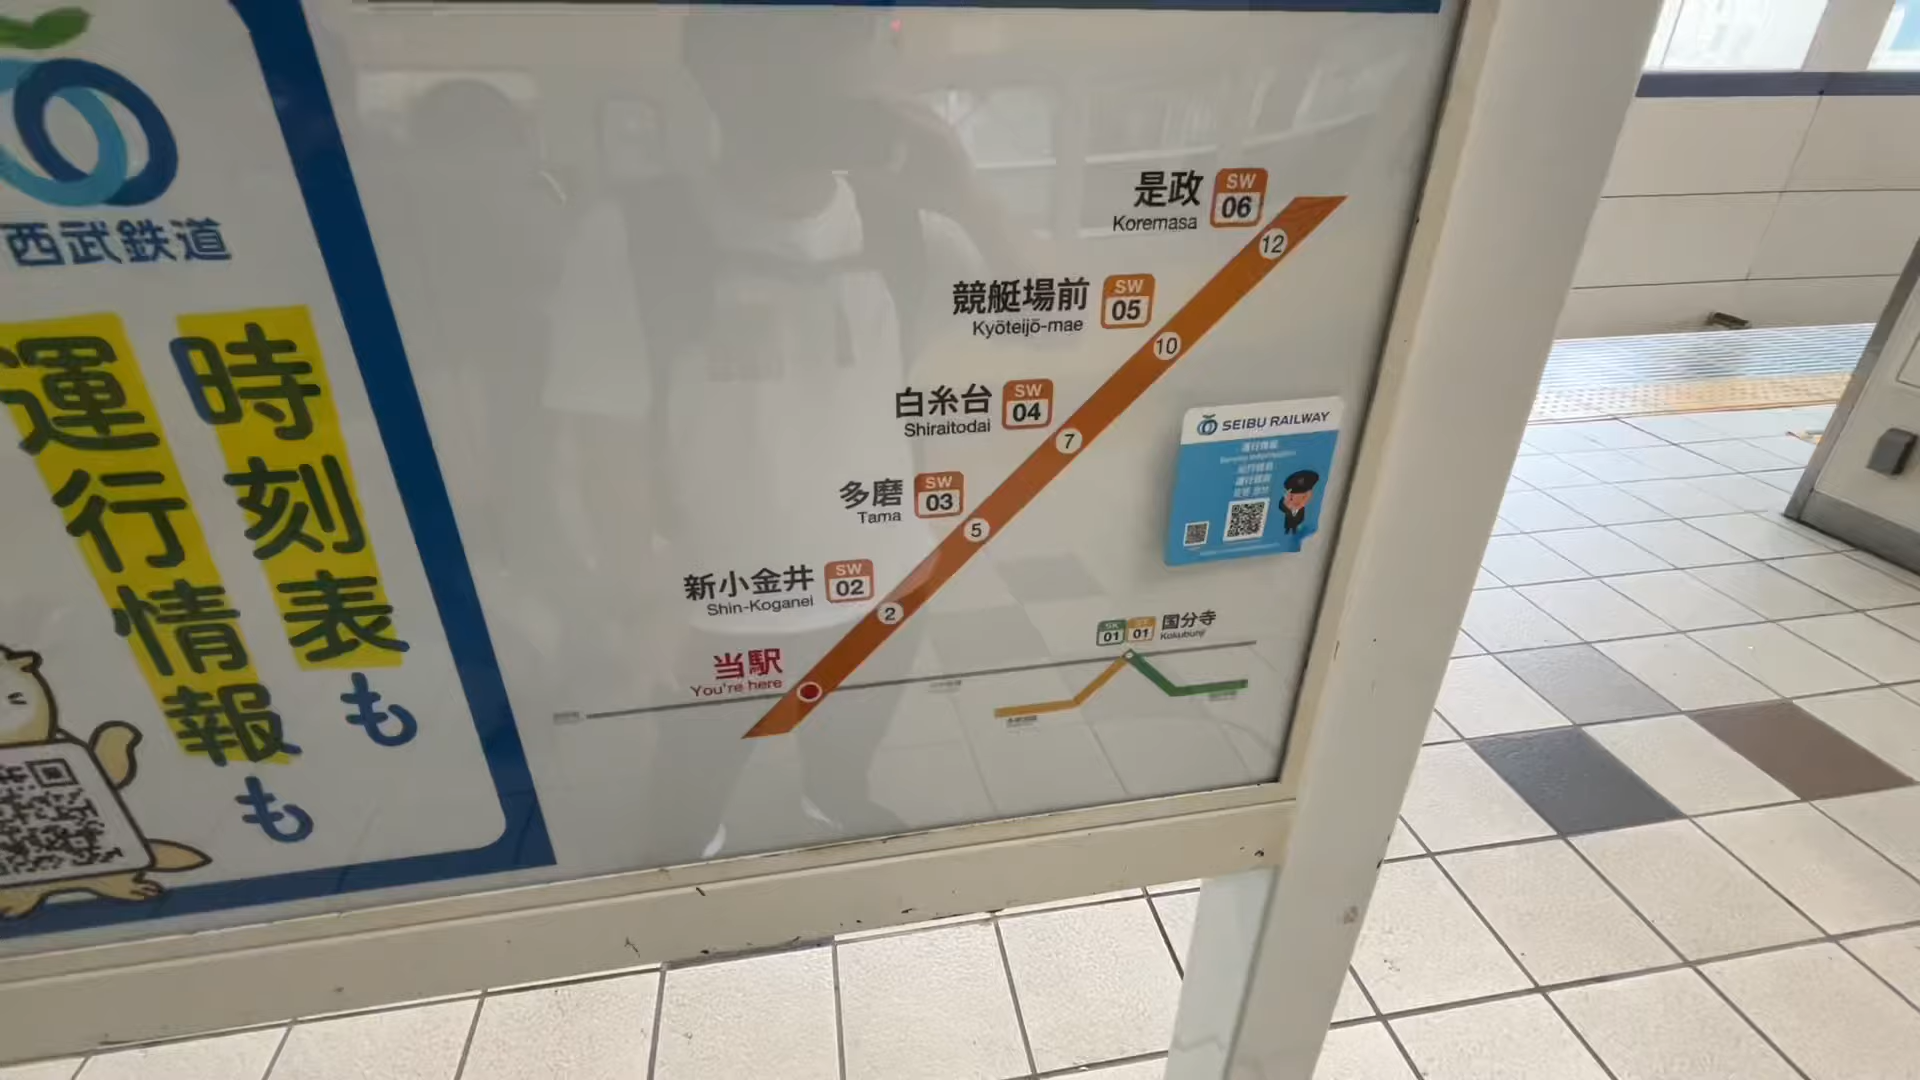 西武鉄道
時刻表も
運行情報も
是政
SW
06
Koremasa
12
競艇場前
SW
05
Kyōteijō-mae
10
白糸台
SW
04
Shiraitodai
7
多磨
SW
03
Tama
5
新小金井
SW
02
Shin-Koganei
2
当駅
You're here
SEIBU RAILWAY
SK
01
ST
01
国分寺
Kokubunji